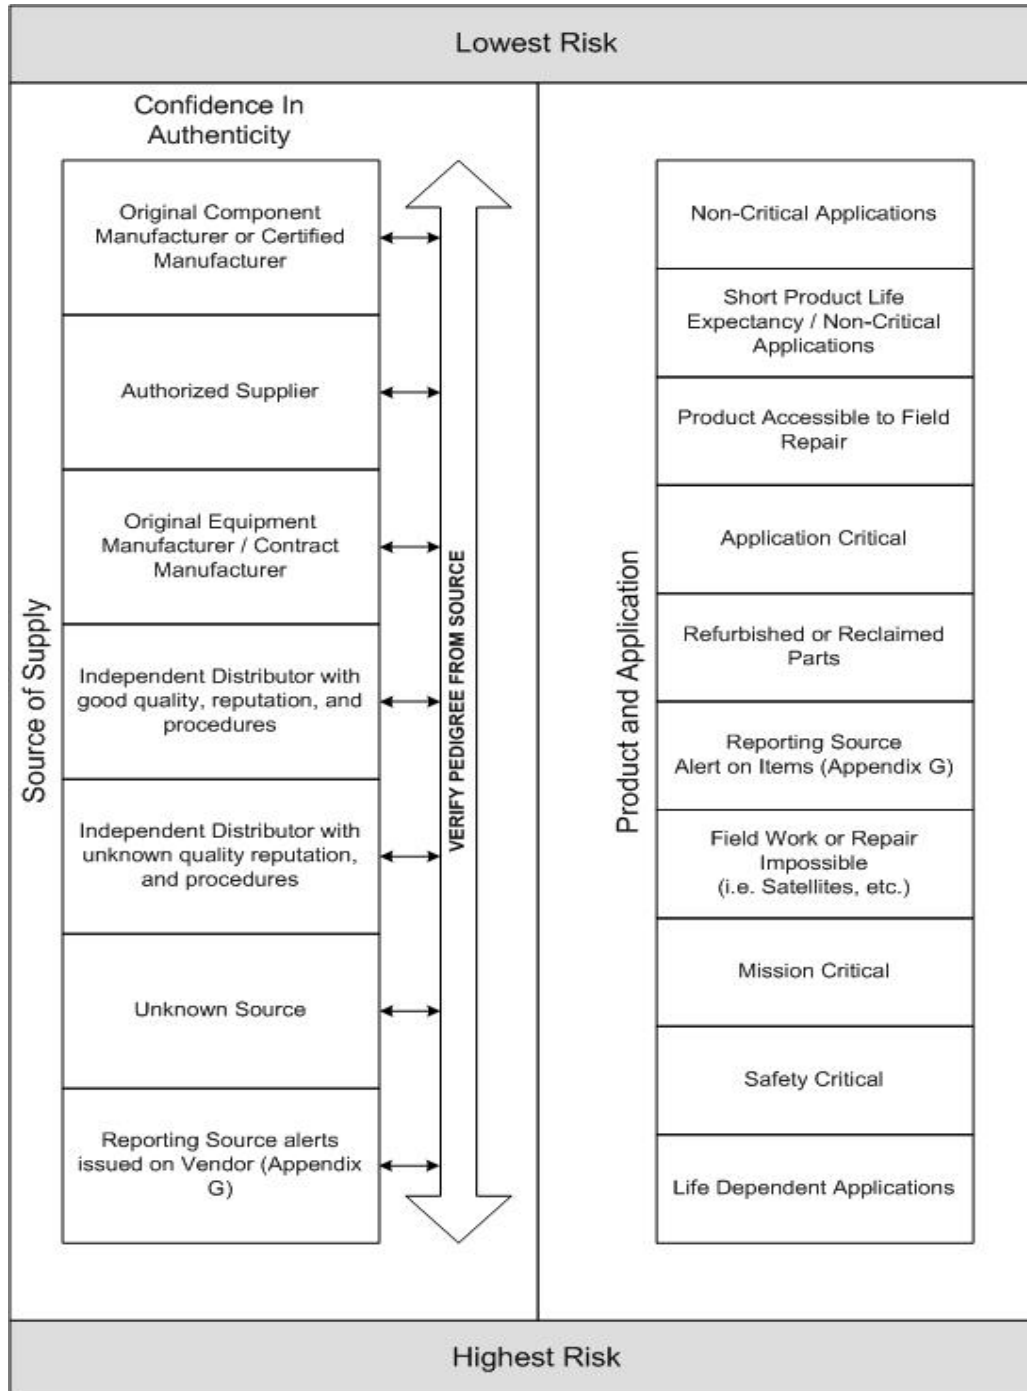 Lowest Risk
Confidence In
Authenticity
Source of Supply
Original Component
Manufacturer or Certified
Manufacturer
Authorized Supplier
Original Equipment
Manufacturer / Contract
Manufacturer
Independent Distributor with
good quality, reputation, and
procedures
Independent Distributor with
unknown quality reputation,
and procedures
Unknown Source
Reporting Source alerts
issued on Vendor (Appendix
G)
VERIFY PEDIGREE FROM SOURCE
Product and Application
Non-Critical Applications
Short Product Life
Expectancy / Non-Critical
Applications
Product Accessible to Field
Repair
Application Critical
Refurbished or Reclaimed
Parts
Reporting Source
Alert on Items (Appendix G)
Field Work or Repair
Impossible
(i.e. Satellites, etc.)
Mission Critical
Safety Critical
Life Dependent Applications
Highest Risk